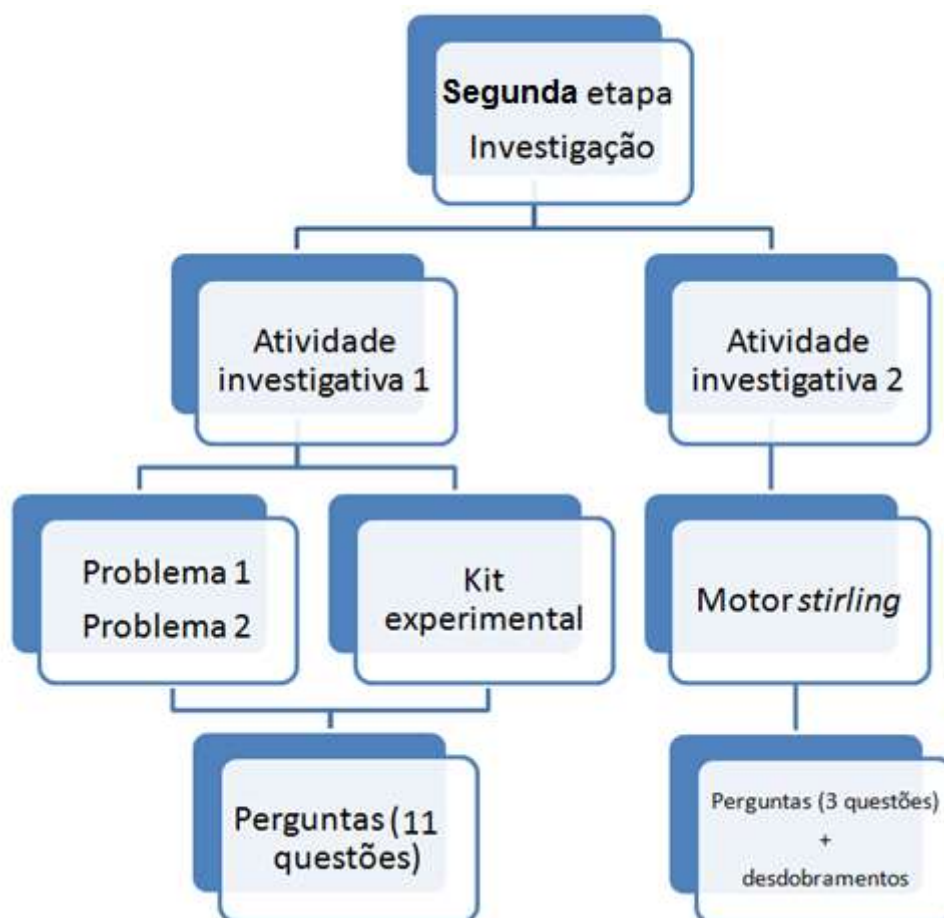 Segunda etapa
Investigação
Atividade
investigativa 1
Atividade
investigativa 2
Problema 1
Problema 2
Kit
experimental
Motor stirling
Perguntas (11
questões)
Perguntas (3 questões)
+
desdobramentos